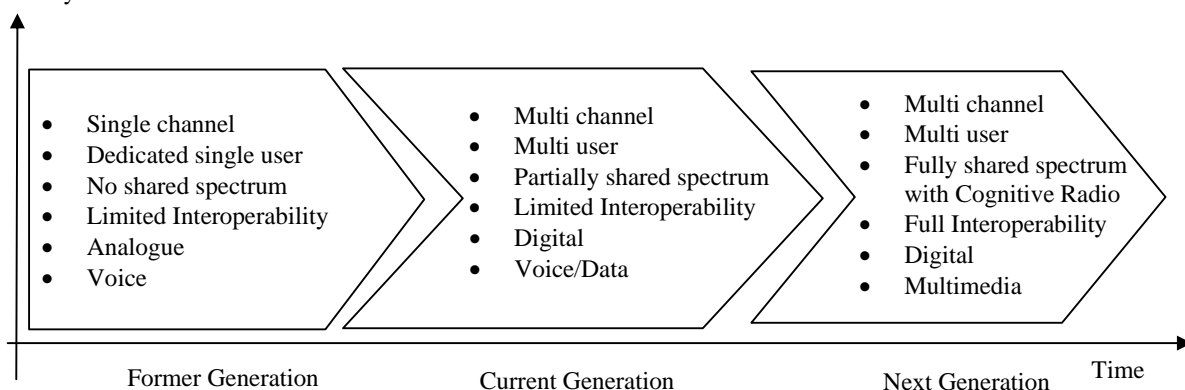 Single channel
Dedicated single user
No shared spectrum
Limited Interoperability
Analogue
Voice
Multi channel
Multi user
Partially shared spectrum
Limited Interoperability
Digital
Voice/Data
Multi channel
Multi user
Fully shared spectrum
with Cognitive Radio
Full Interoperability
Digital
Multimedia
Former Generation
Current Generation
Next Generation
Time